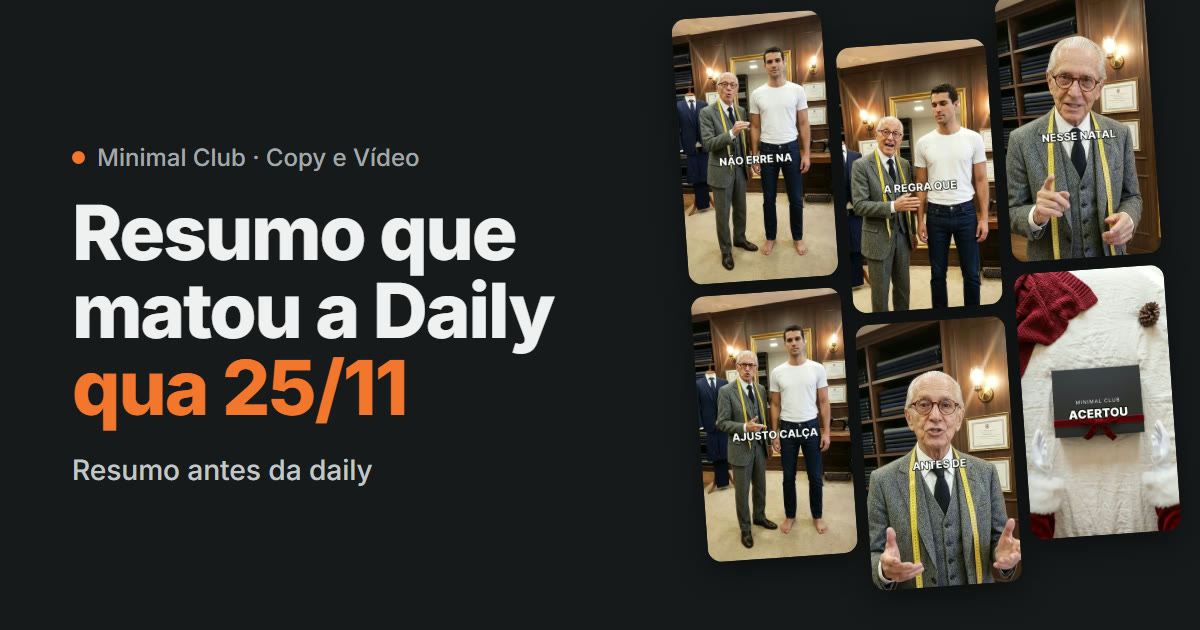 Minimal Club · Copy e Vídeo
Resumo que
matou a Daily
qua 25/11
Resumo antes da daily
NÃO ERRE NA
A REGRA QUE
NESSE NATAL
AJUSTO CALÇA
ANTES DE
MINIMAL CLUB
ACERTOU